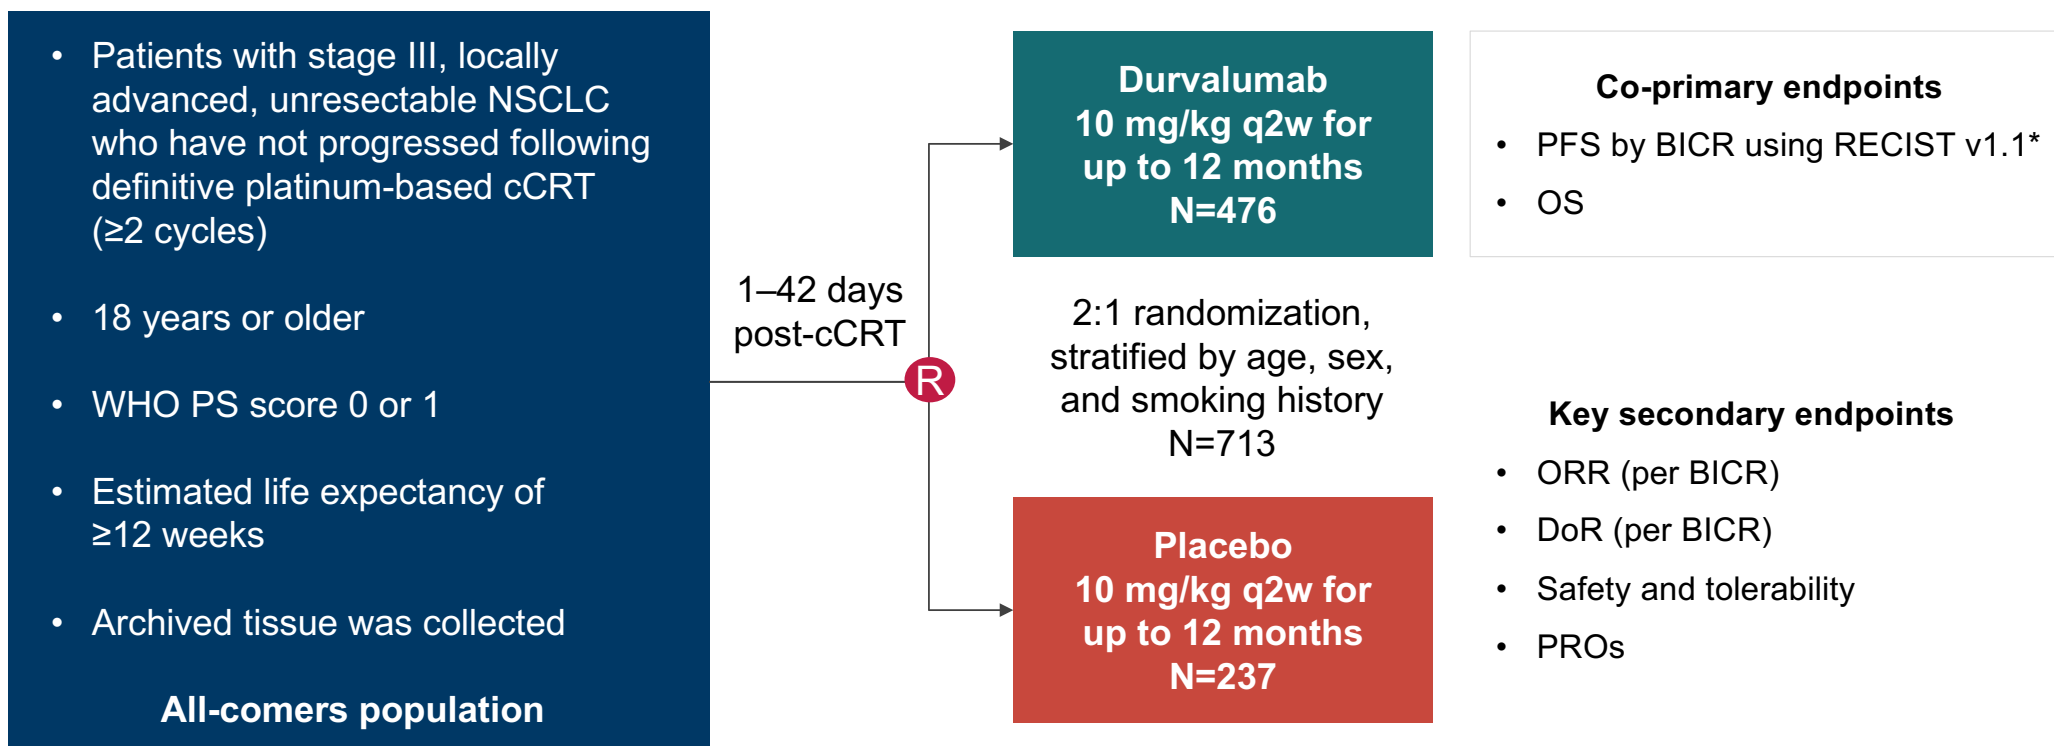 • Patients with stage III, locally
advanced, unresectable NSCLC
who have not progressed following
definitive platinum-based cCRT
(≥2 cycles)
• 18 years or older
• WHO PS score 0 or 1
• Estimated life expectancy of
≥12 weeks
• Archived tissue was collected
All-comers population
1–42 days
post-cCRT
R
Durvalumab
10 mg/kg q2w for
up to 12 months
N=476
2:1 randomization,
stratified by age, sex,
and smoking history
N=713
Placebo
10 mg/kg q2w for
up to 12 months
N=237
Co-primary endpoints
• PFS by BICR using RECIST v1.1*
• OS
Key secondary endpoints
• ORR (per BICR)
• DoR (per BICR)
• Safety and tolerability
• PROs